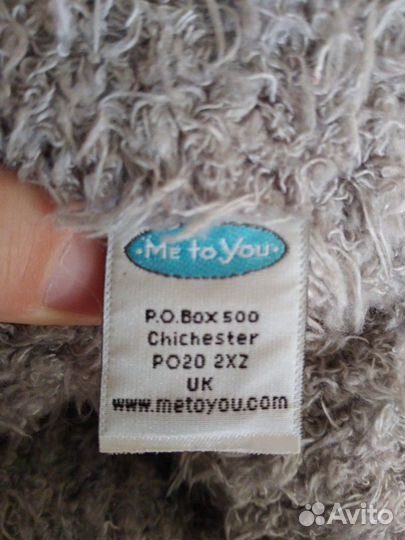 ·Me to You·
P.O.Box 500
Chichester
PO20 2XZ
UK
www.metoyou.com
Avito